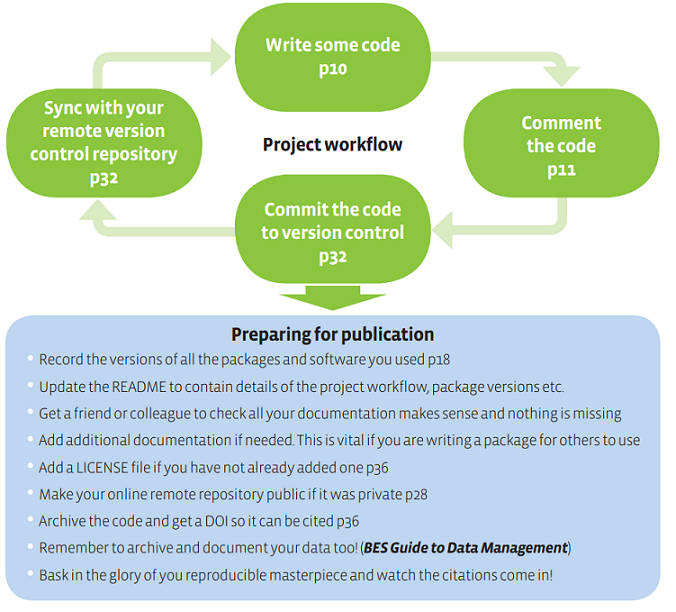 Write some code
p10
Sync with your
remote version
control repository
p32
Project workflow
Comment
the code
p11
Commit the code
to version control
p32
Preparing for publication
• Record the versions of all the packages and software you used p18
• Update the README to contain details of the project workflow, package versions etc.
• Get a friend or colleague to check all your documentation makes sense and nothing is missing
• Add additional documentation if needed. This is vital if you are writing a package for others to use
• Add a LICENSE file if you have not already added one p36
• Make your online remote repository public if it was private p28
• Archive the code and get a DOI so it can be cited p36
• Remember to archive and document your data too! (BES Guide to Data Management)
• Bask in the glory of you reproducible masterpiece and watch the citations come in!